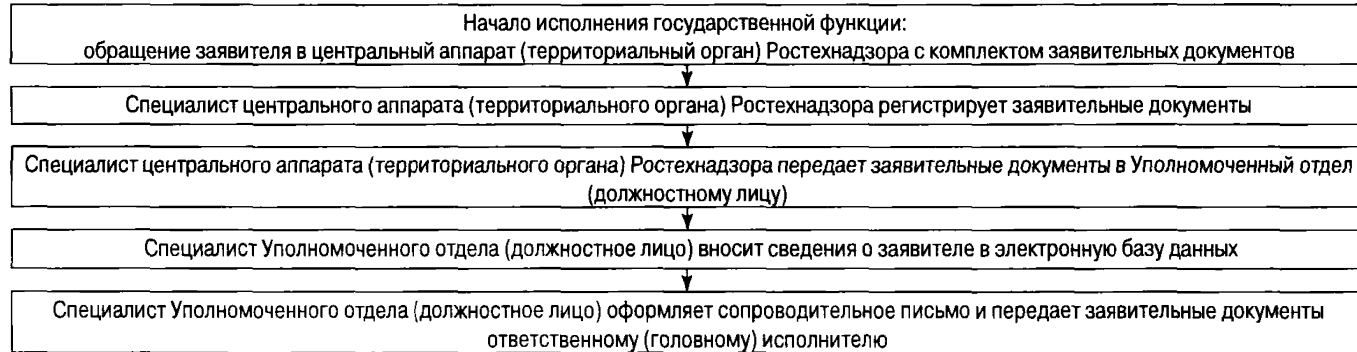 Начало исполнения государственной функции:
обращение заявителя в центральный аппарат (территориальный орган) Ростехнадзора с комплектом заявительных документов
Специалист центрального аппарата (территориального органа) Ростехнадзора регистрирует заявительные документы
Специалист центрального аппарата (территориального органа) Ростехнадзора передает заявительные документы в Уполномоченный отдел
(должностному лицу)
Специалист Уполномоченного отдела (должностное лицо) вносит сведения о заявителе в электронную базу данных
Специалист Уполномоченного отдела (должностное лицо) оформляет сопроводительное письмо и передает заявительные документы
ответственному (головному) исполнителю